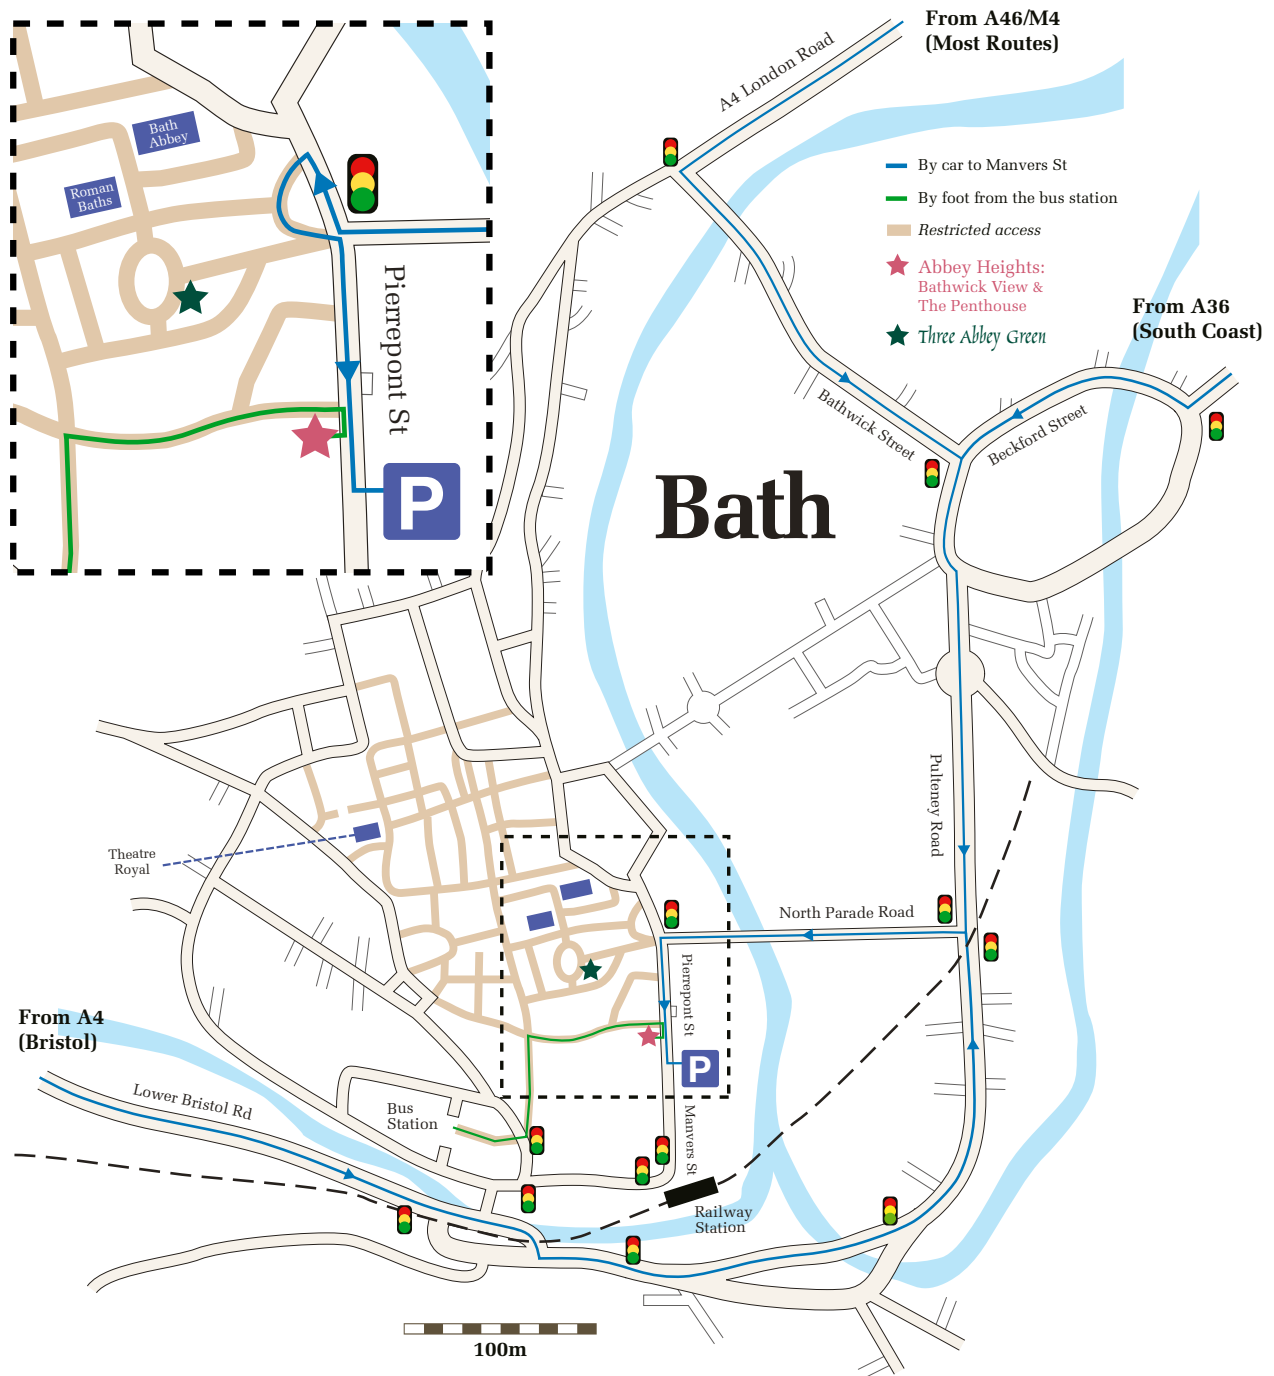 From A46/M4
(Most Routes)
A4 London Road
Bath
Abbey
Roman
Baths
By car to Manvers St
By foot from the bus station
Restricted access
Abbey Heights:
Bathwick View &
The Penthouse
Three Abbey Green
From A36
(South Coast)
Pierrepont St
P
Bathwick Street
Beckford Street
Bath
Pulteney Road
Theatre
Royal
North Parade Road
Pierrepont St
P
From A4
(Bristol)
Lower Bristol Rd
Bus
Station
Manvers St
Railway
Station
100m